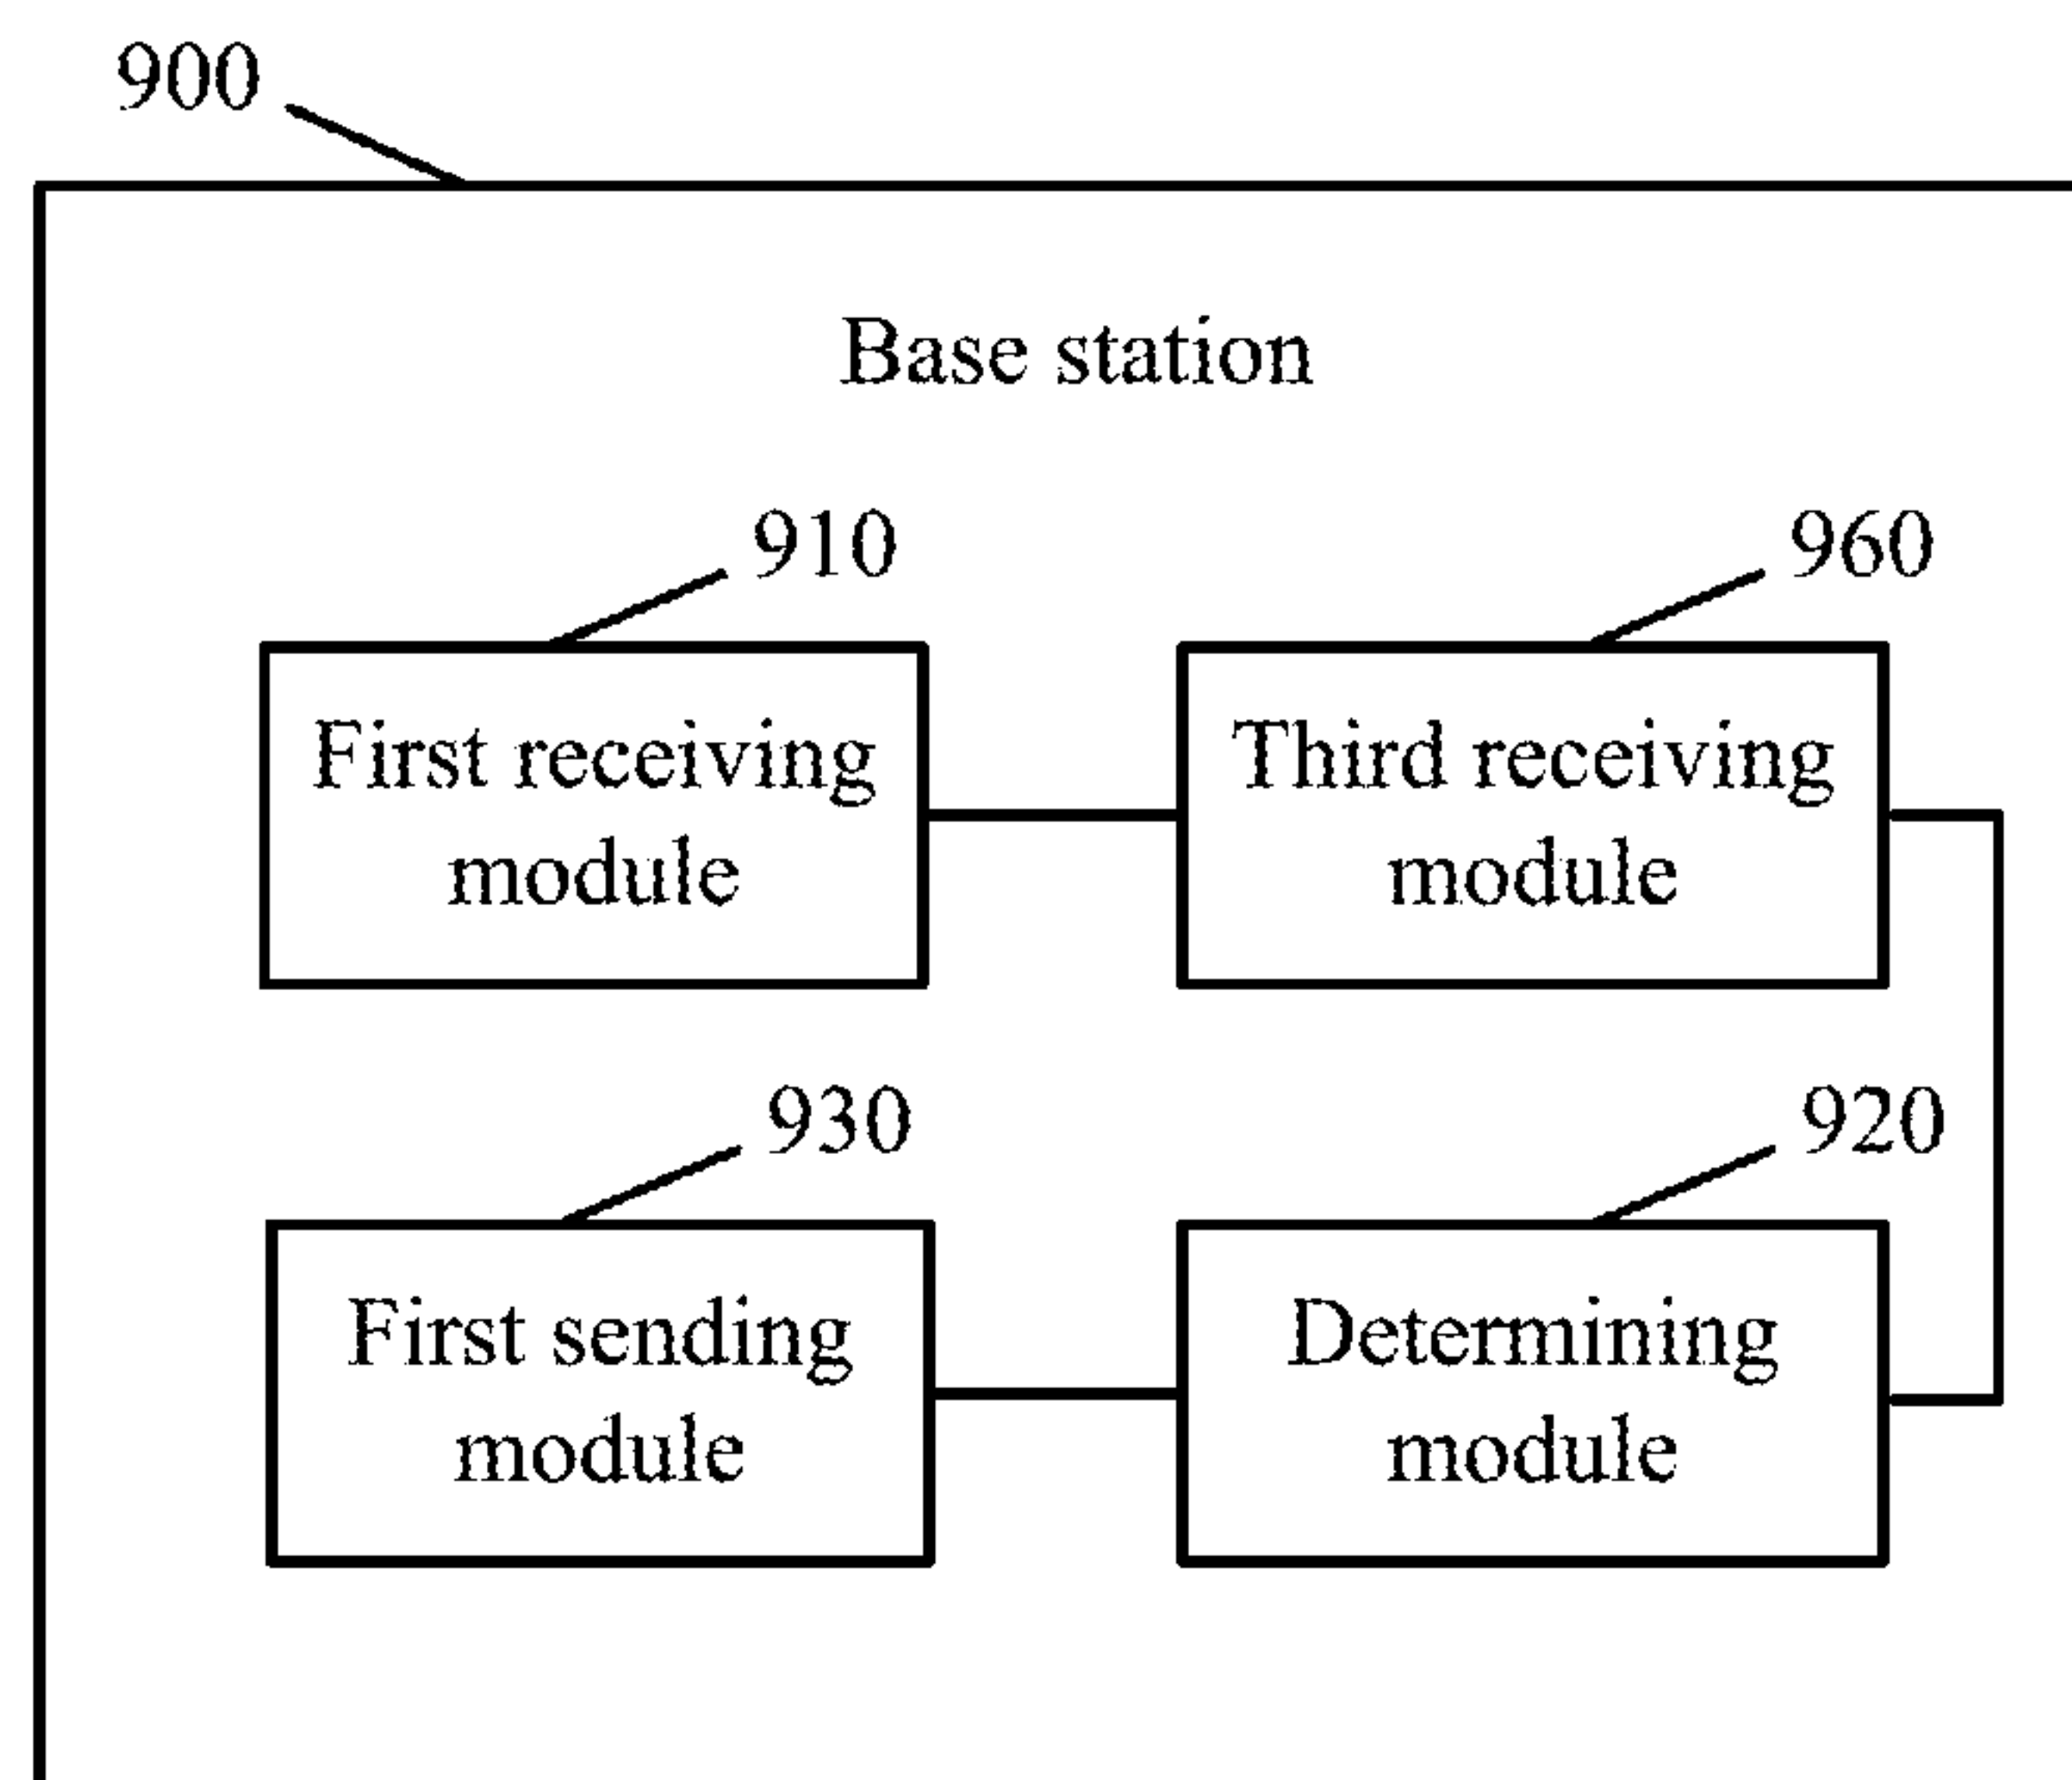 900
Base station
910
960
First receiving
module
Third receiving
module
930
920
First sending
module
Determining
module